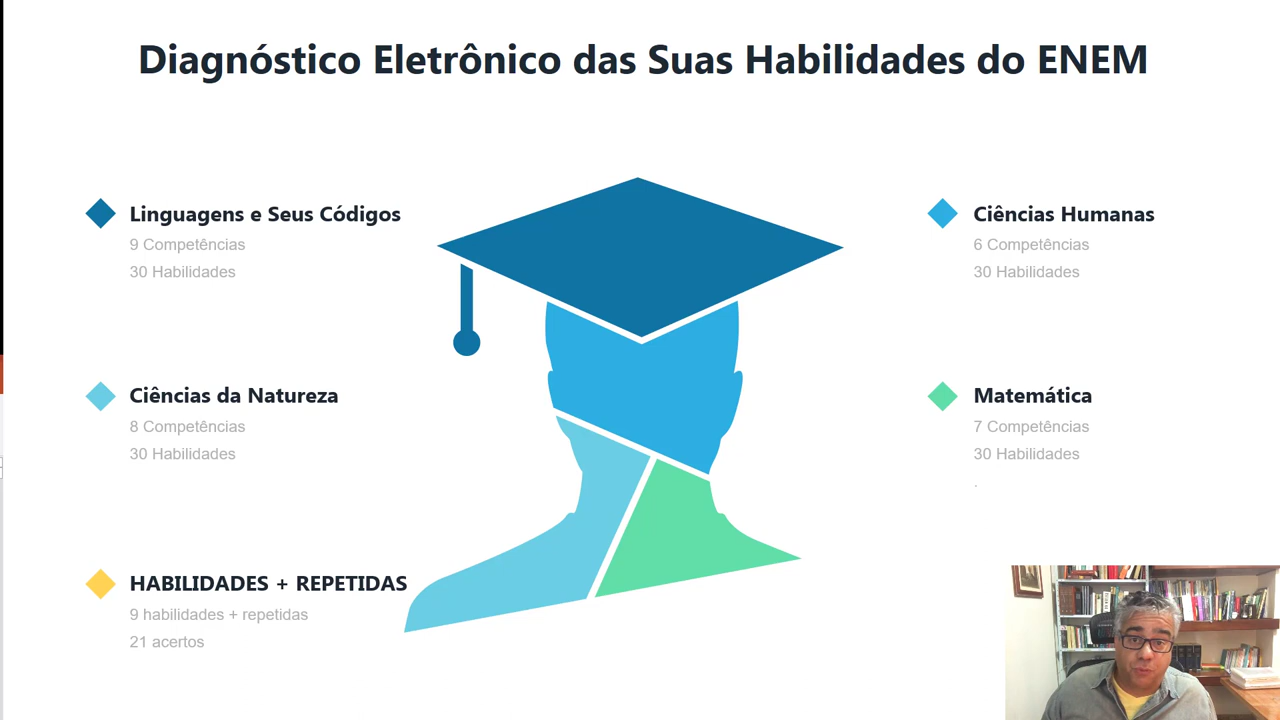 Diagnóstico Eletrônico das Suas Habilidades do ENEM
Linguagens e Seus Códigos
9 Competências
30 Habilidades
Ciências Humanas
6 Competências
30 Habilidades
Ciências da Natureza
8 Competências
30 Habilidades
Matemática
7 Competências
30 Habilidades
.
HABILIDADES + REPETIDAS
9 habilidades + repetidas
21 acertos